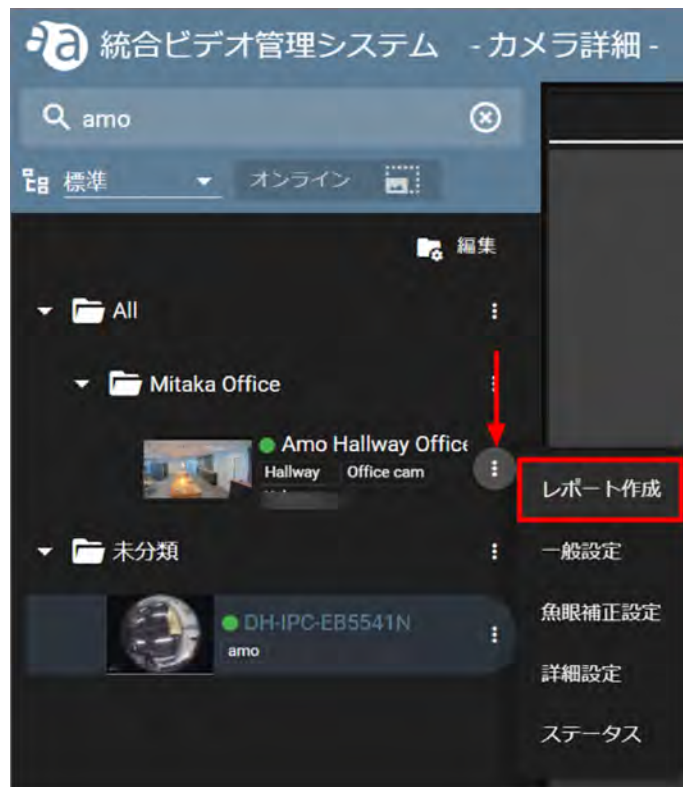 統合ビデオ管理システム - カメラ詳細 -
amo
標準 オンライン
編集
All
Mitaka Office
Amo Hallway Office
Hallway Office cam
レポート作成
一般設定
魚眼補正設定
詳細設定
ステータス
未分類
DH-IPC-EB5541N
amo